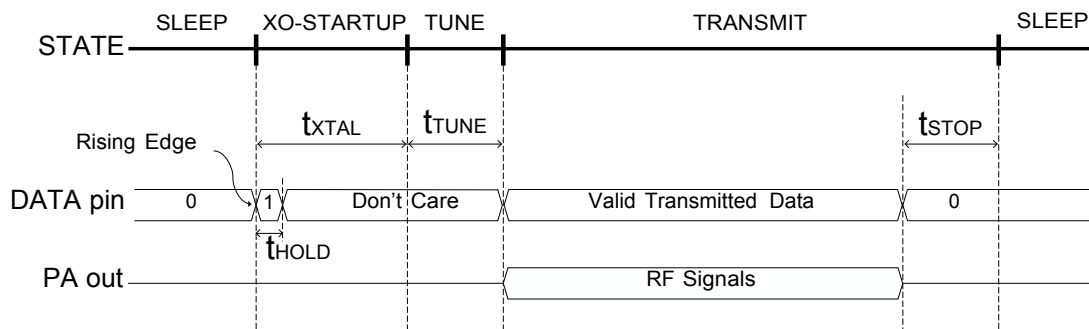 SLEEP XO-STARTUP TUNE TRANSMIT SLEEP
STATE
tXTAL tTUNE tSTOP
Rising Edge
DATA pin 0 1 Don't Care Valid Transmitted Data 0
tHOLD
PA out RF Signals